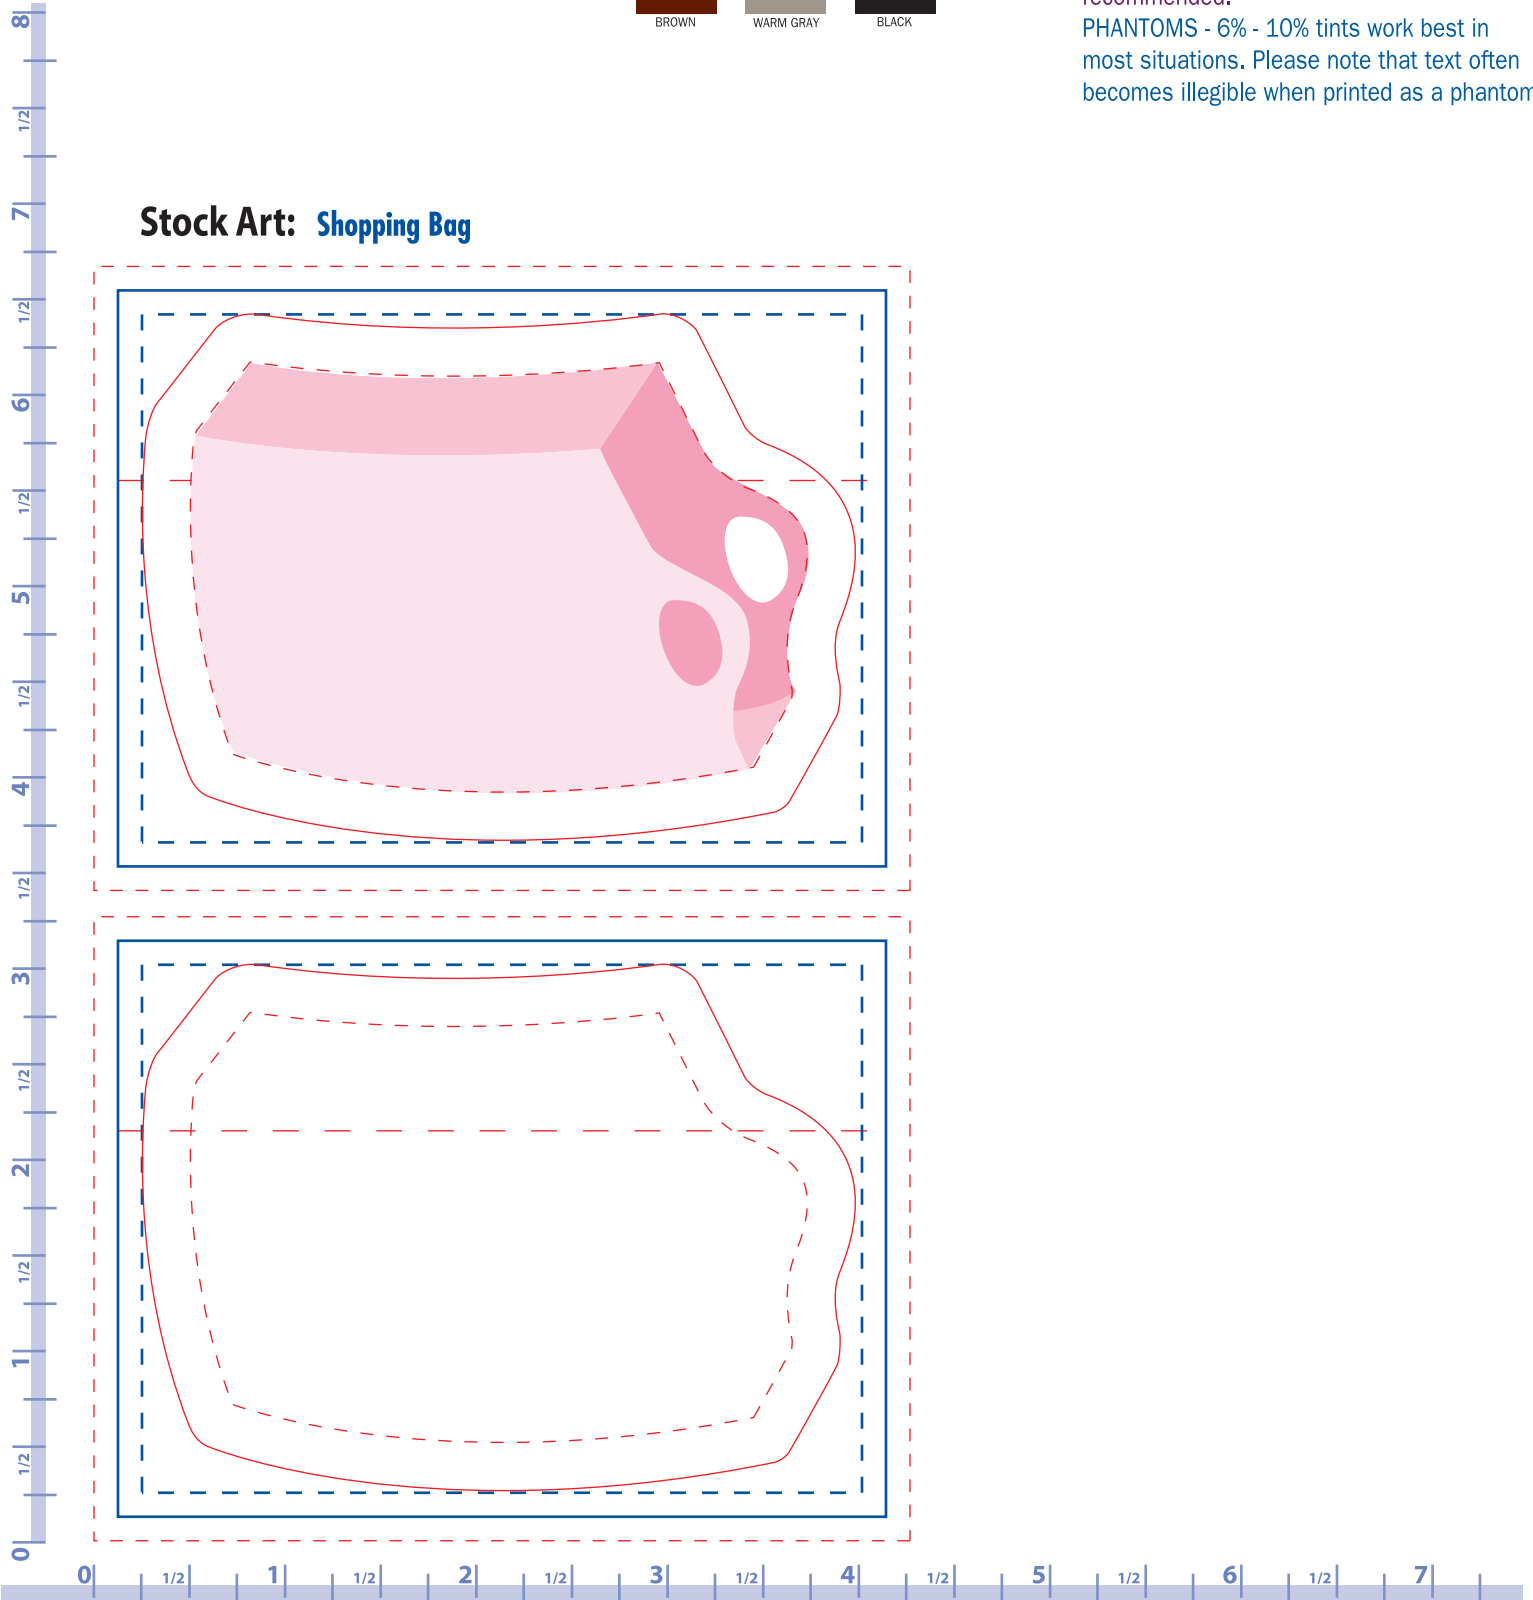 recommended.
BROWN
WARM GRAY
BLACK
PHANTOMS - 6% - 10% tints work best in
most situations. Please note that text often
becomes illegible when printed as a phantom
Stock Art: Shopping Bag
8
1/2
7
1/2
6
1/2
5
1/2
4
1/2
3
1/2
2
1/2
1
1/2
0
0 1/2 1 1/2 2 1/2 3 1/2 4 1/2 5 1/2 6 1/2 7